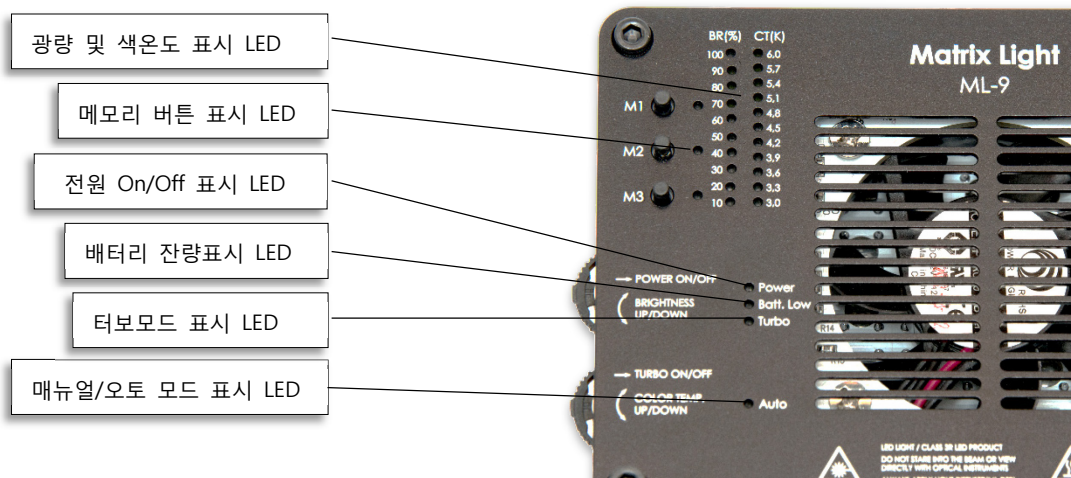 광량 및 색온도 표시 LED
메모리 버튼 표시 LED
전원 On/Off 표시 LED
배터리 잔량표시 LED
터보모드 표시 LED
매뉴얼/오토 모드 표시 LED
BR(%) CT(K)
100 6,0
90 5,7
80 5,4
70 5,1
60 4,8
50 4,5
40 4,2
30 3,9
20 3,6
10 3,3
3,0
M1
M2
M3
Matrix Light
ML-9
→ POWER ON/OFF
BRIGHTNESS
UP/DOWN
Power
Batt. Low
Turbo
→ TURBO ON/OFF
COLOR TEMP.
UP/DOWN
Auto
R14
LED LIGHT / CLASS 3R LED PRODUCT
DO NOT STARE INTO THE BEAM OR VIEW
DIRECTLY WITH OPTICAL INSTRUMENTS